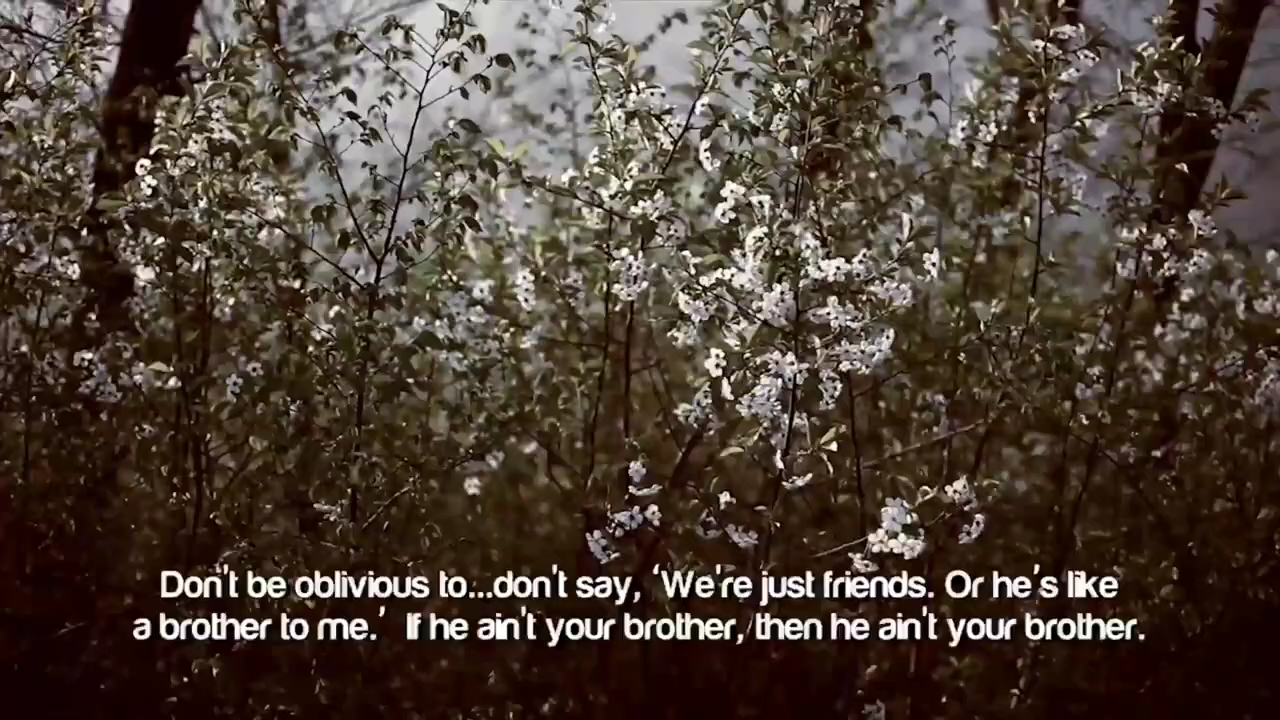 Don't be oblivious to...don't say, ‘We're just friends. Or he's like
a brother to me.’ If he ain't your brother, then he ain't your brother.